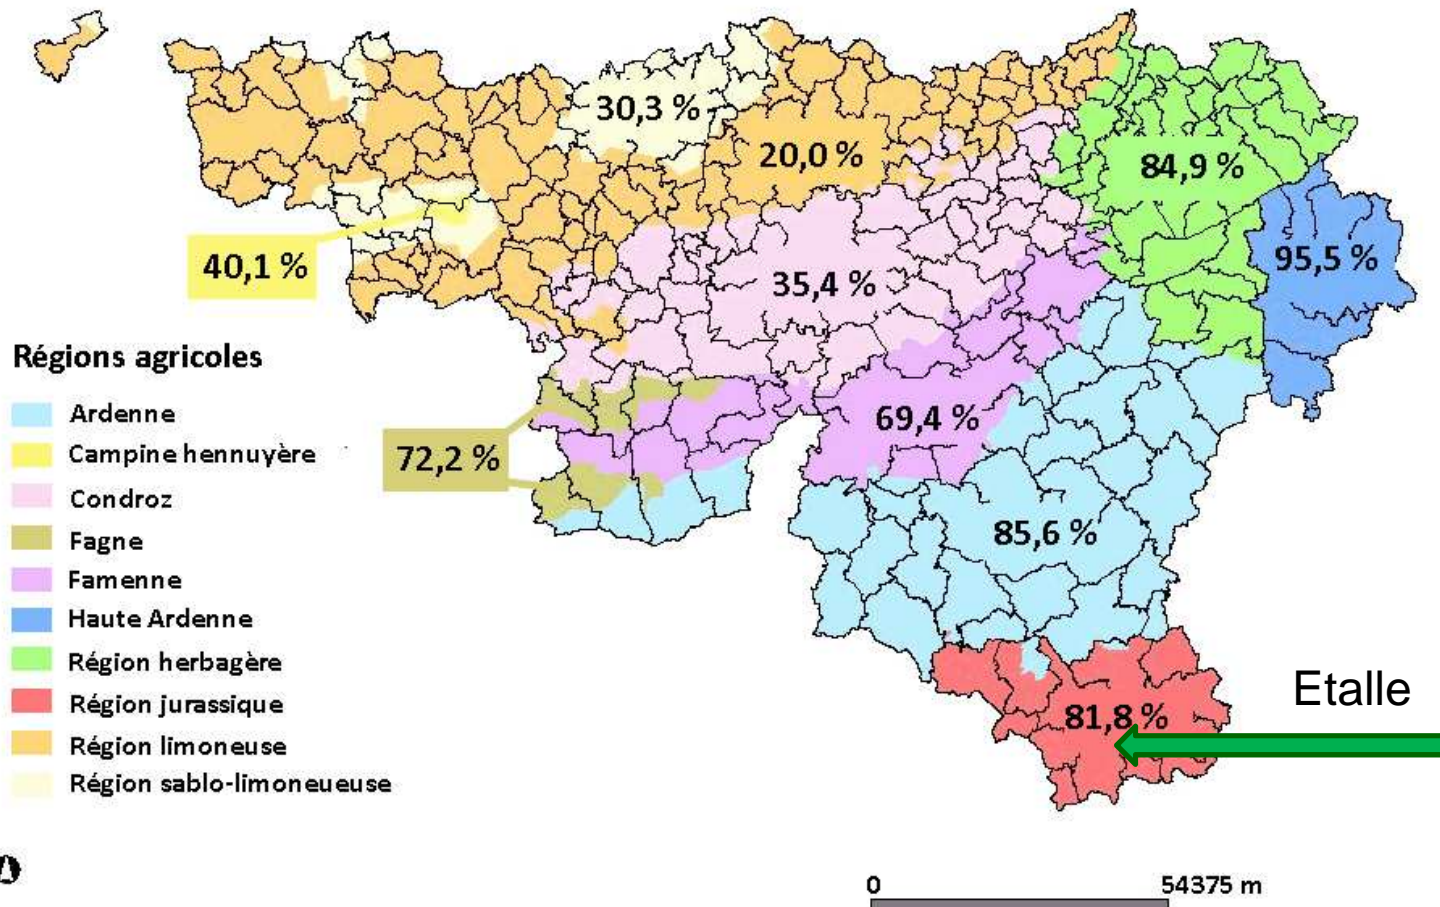 30,3 %
20,0 %
84,9 %
40,1 %
95,5 %
35,4 %
Régions agricoles
Ardenne
Campine hennuyère
Condroz
Fagne
Famenne
Haute Ardenne
Région herbagère
Région jurassique
Région limoneuse
Région sablo-limoneueuse
72,2 %
69,4 %
85,6 %
81,8 %
Etalle
0 54375 m